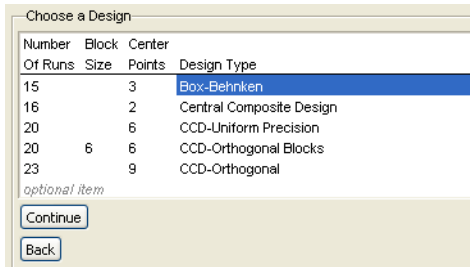 Choose a Design
Number Block Center
Of Runs Size Points Design Type
15 3 Box-Behnken
16 2 Central Composite Design
20 6 CCD-Uniform Precision
20 6 6 CCD-Orthogonal Blocks
23 9 CCD-Orthogonal
optional item
Continue
Back